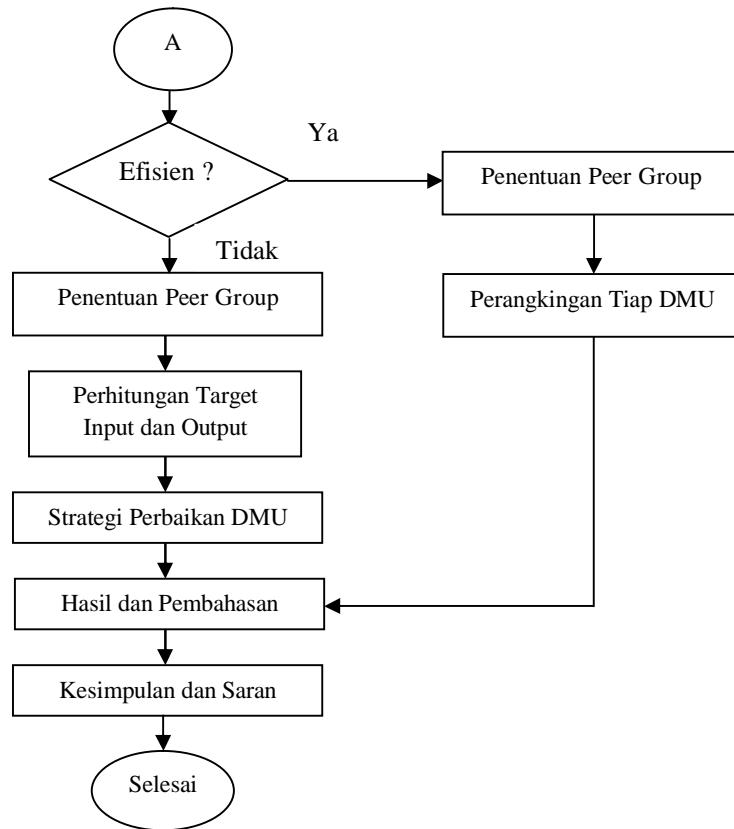 A
Ya
Efisien ?
Penentuan Peer Group
Tidak
Penentuan Peer Group
Perangkingan Tiap DMU
Perhitungan Target
Input dan Output
Strategi Perbaikan DMU
Hasil dan Pembahasan
Kesimpulan dan Saran
Selesai